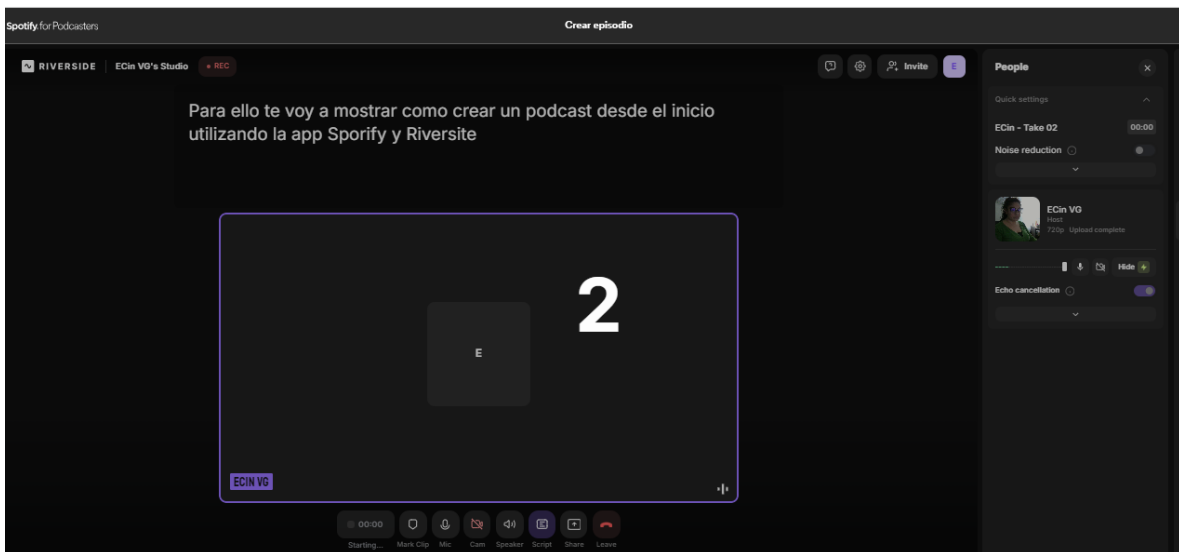 Spotify for Podcasters
Crear episodio
RIVERSIDE
ECin VG's Studio
REC
Invite
E
People
Para ello te voy a mostrar como crear un podcast desde el inicio
utilizando la app Sporify y Riversite
Quick settings
ECin - Take 02
00:00
Noise reduction
ECin VG
Host
720p Upload complete
Hide
Echo cancellation
2
E
ECIN VG
00:00
Starting...
Mark Clip
Mic
Cam
Speaker
Script
Share
Leave